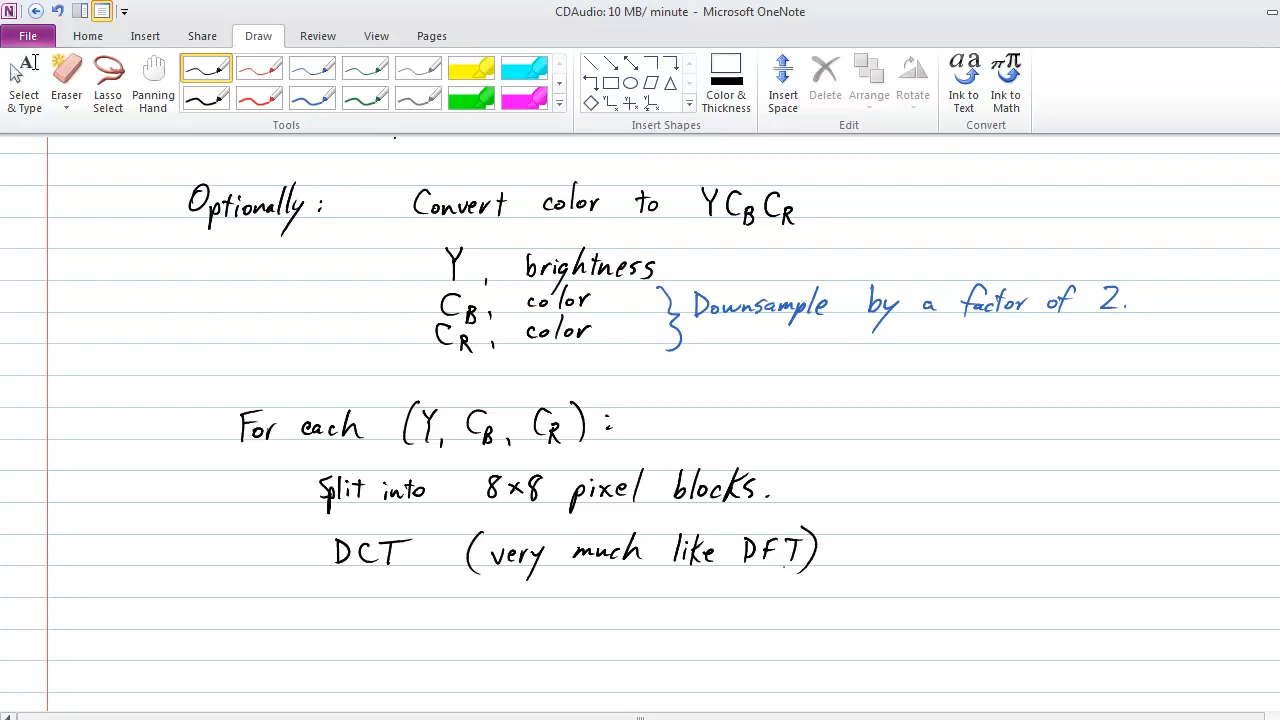 CDAudio: 10 MB/ minute - Microsoft OneNote
File Home Insert Share Draw Review View Pages
Select & Type
Eraser
Lasso Select
Panning Hand
Color & Thickness
Insert Space
Delete
Arrange
Rotate
Ink to Text
Ink to Math
Tools Insert Shapes Edit Convert
Optionally: Convert color to YCBCR
Y, brightness
CB, color
CR, color
} Downsample by a factor of 2.
For each (Y, CB, CR):
Split into 8×8 pixel blocks.
DCT (very much like DFT)